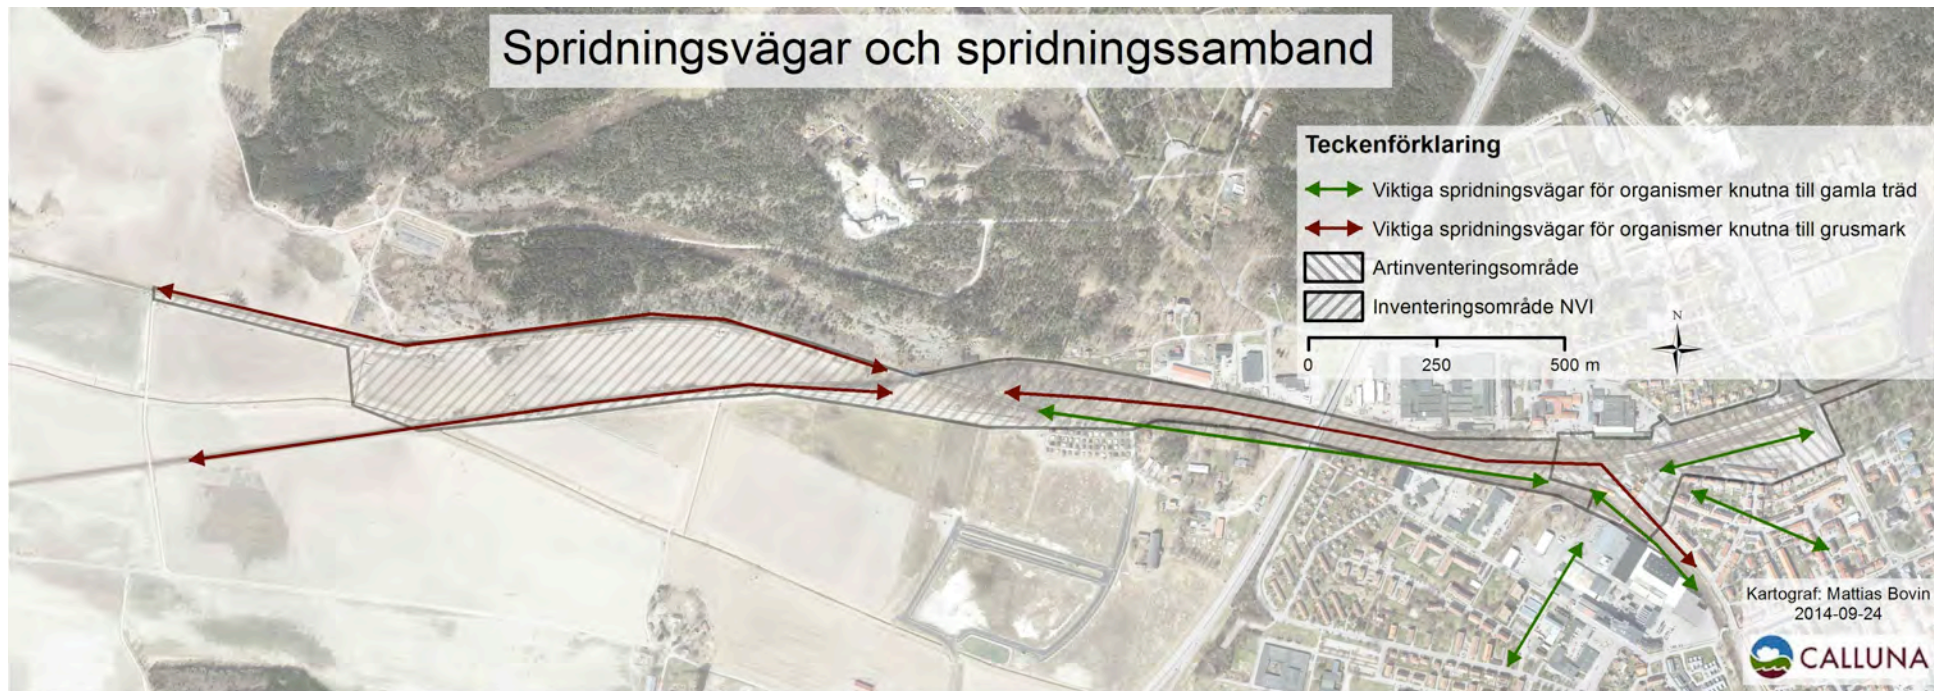 Spridningsvägar och spridningssamband
Teckenförklaring
Viktiga spridningsvägar för organismer knutna till gamla träd
Viktiga spridningsvägar för organismer knutna till grusmark
Artinventeringsområde
Inventeringsområde NVI
N
0 250 500 m
Kartograf: Mattias Bovin
2014-09-24
CALLUNA